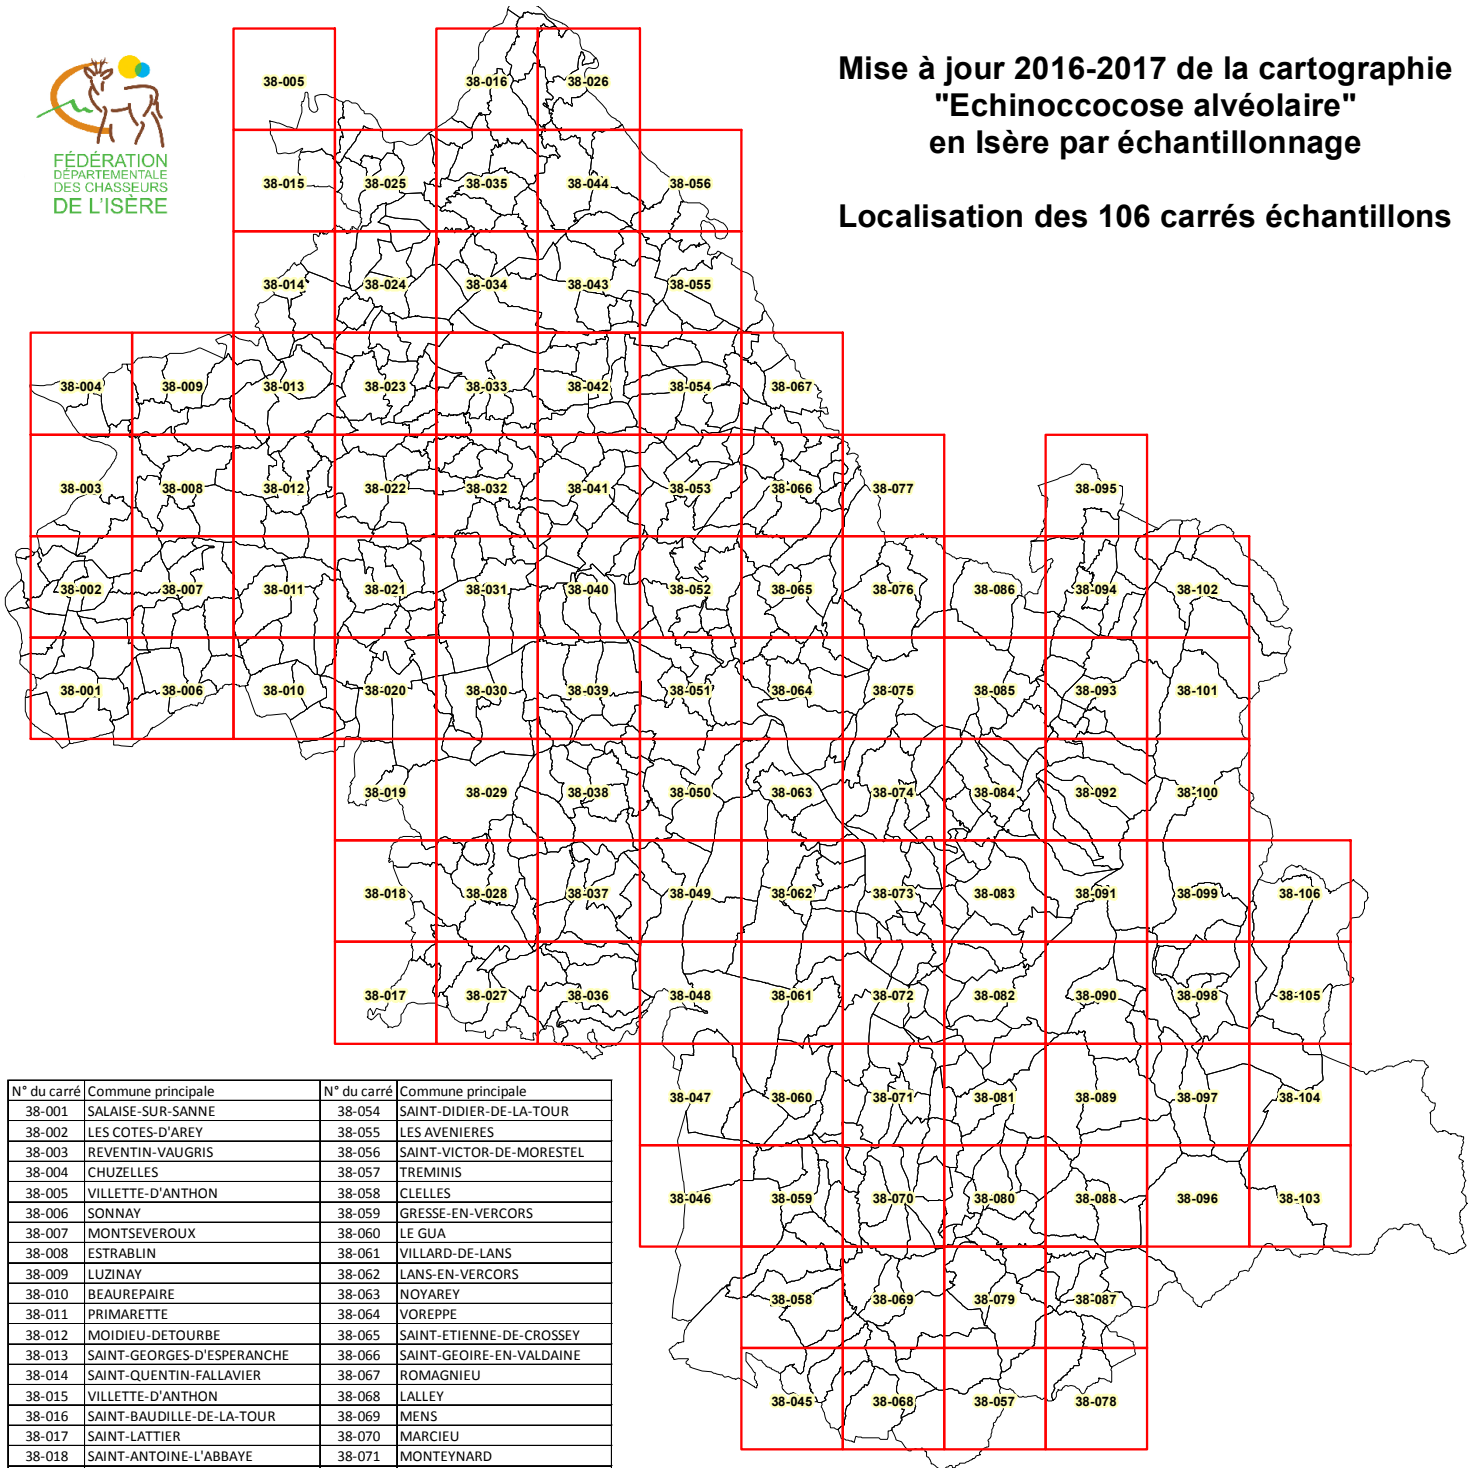 FÉDÉRATION
DÉPARTEMENTALE
DES CHASSEURS
DE L'ISÈRE
Mise à jour 2016-2017 de la cartographie
"Echinoccocose alvéolaire"
en Isère par échantillonnage
Localisation des 106 carrés échantillons
38-005 38-016 38-026
38-015 38-025 38-035 38-044 38-056
38-014 38-024 38-034 38-043 38-055
38-004 38-009 38-013 38-023 38-033 38-042 38-054 38-067
38-003 38-008 38-012 38-022 38-032 38-041 38-053 38-066 38-077 38-095
38-002 38-007 38-011 38-021 38-031 38-040 38-052 38-065 38-076 38-086 38-094 38-102
38-001 38-006 38-010 38-020 38-030 38-039 38-051 38-064 38-075 38-085 38-093 38-101
38-019 38-029 38-038 38-050 38-063 38-074 38-084 38-092 38-100
38-018 38-028 38-037 38-049 38-062 38-073 38-083 38-091 38-099 38-106
38-017 38-027 38-036 38-048 38-061 38-072 38-082 38-090 38-098 38-105
38-047 38-060 38-071 38-081 38-089 38-097 38-104
38-046 38-059 38-070 38-080 38-088 38-096 38-103
38-058 38-069 38-079 38-087
38-045 38-068 38-057 38-078
N° du carré Commune principale N° du carré Commune principale
38-001 SALAISE-SUR-SANNE 38-054 SAINT-DIDIER-DE-LA-TOUR
38-002 LES COTES-D'AREY 38-055 LES AVENIERES
38-003 REVENTIN-VAUGRIS 38-056 SAINT-VICTOR-DE-MORESTEL
38-004 CHUZELLES 38-057 TREMINIS
38-005 VILLETTE-D'ANTHON 38-058 CLELLES
38-006 SONNAY 38-059 GRESSE-EN-VERCORS
38-007 MONTSEVEROUX 38-060 LE GUA
38-008 ESTRABLIN 38-061 VILLARD-DE-LANS
38-009 LUZINAY 38-062 LANS-EN-VERCORS
38-010 BEAUREPAIRE 38-063 NOYAREY
38-011 PRIMARETTE 38-064 VOREPPE
38-012 MOIDIEU-DETOURBE 38-065 SAINT-ETIENNE-DE-CROSSEY
38-013 SAINT-GEORGES-D'ESPERANCHE 38-066 SAINT-GEOIRE-EN-VALDAINE
38-014 SAINT-QUENTIN-FALLAVIER 38-067 ROMAGNIEU
38-015 VILLETTE-D'ANTHON 38-068 LALLEY
38-016 SAINT-BAUDILLE-DE-LA-TOUR 38-069 MENS
38-017 SAINT-LATTIER 38-070 MARCIEU
38-018 SAINT-ANTOINE-L'ABBAYE 38-071 MONTEYNARD